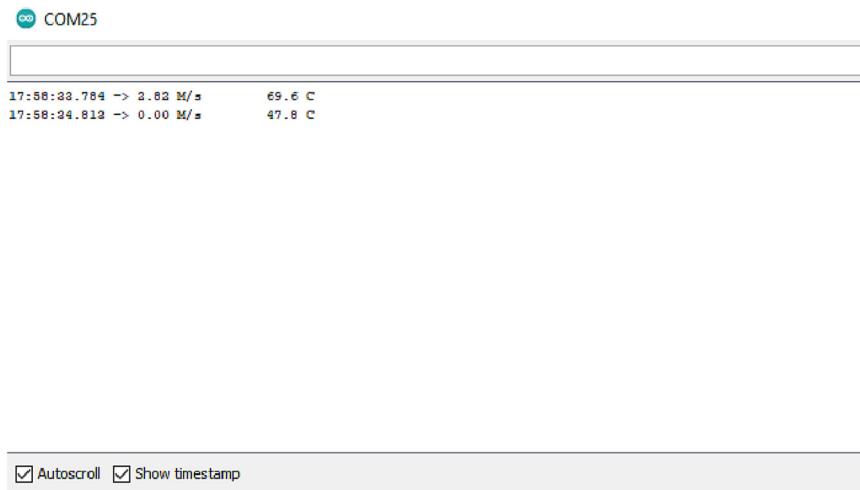 COM25
17:58:33.784 -> 2.82 M/s 69.6 C
17:58:34.813 -> 0.00 M/s 47.8 C
Autoscroll Show timestamp